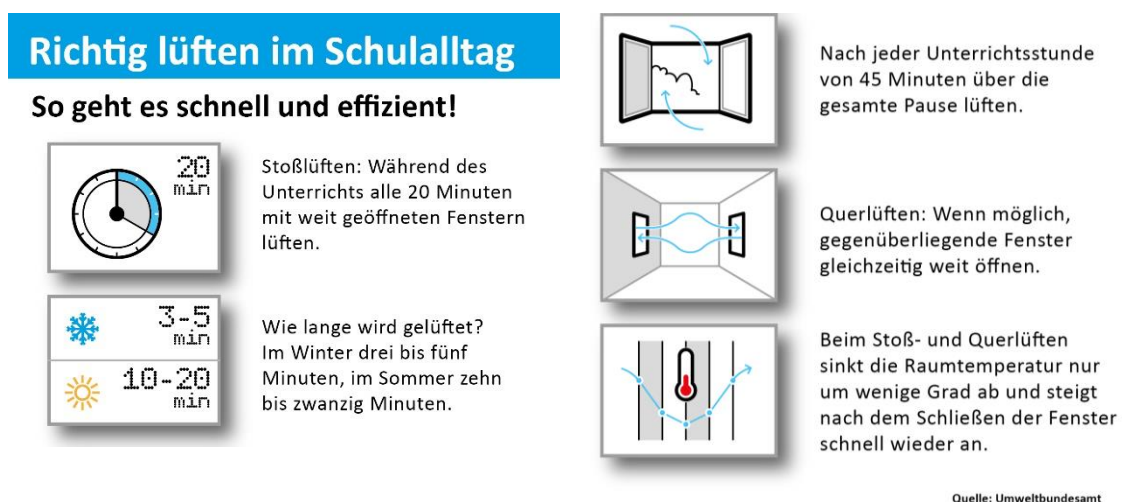 Richtig lüften im Schulalltag
So geht es schnell und effizient!
20
min
Stoßlüften: Während des
Unterrichts alle 20 Minuten
mit weit geöffneten Fenstern
lüften.
3-5
min
10-20
min
Wie lange wird gelüftet?
Im Winter drei bis fünf
Minuten, im Sommer zehn
bis zwanzig Minuten.
Nach jeder Unterrichtsstunde
von 45 Minuten über die
gesamte Pause lüften.
Querlüften: Wenn möglich,
gegenüberliegende Fenster
gleichzeitig weit öffnen.
Beim Stoß- und Querlüften
sinkt die Raumtemperatur nur
um wenige Grad ab und steigt
nach dem Schließen der Fenster
schnell wieder an.
Quelle: Umweltbundesamt